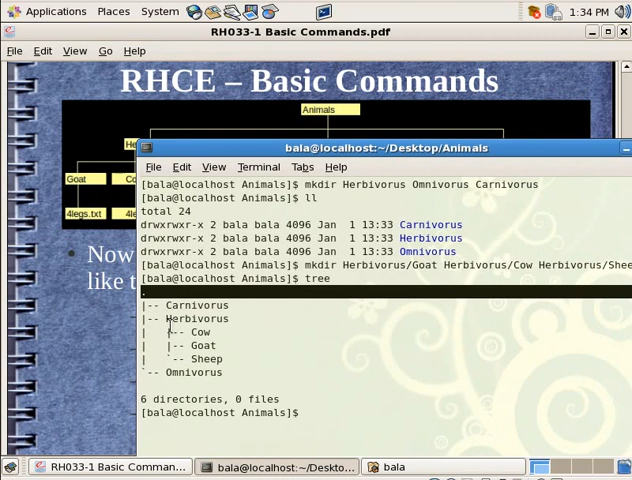 Applications Places System 1:34 PM
RH033-1 Basic Commands.pdf
File Edit View Go Help
RHCE – Basic Commands
Animals
Goat
4legs.txt
Now
bala@localhost:~/Desktop/Animals
File Edit View Terminal Tabs Help
[bala@localhost Animals]$ mkdir Herbivorus Omnivorus Carnivorus
[bala@localhost Animals]$ ll
total 24
drwxrwxr-x 2 bala bala 4096 Jan  1 13:33 Carnivorus
drwxrwxr-x 2 bala bala 4096 Jan  1 13:33 Herbivorus
drwxrwxr-x 2 bala bala 4096 Jan  1 13:33 Omnivorus
[bala@localhost Animals]$ mkdir Herbivorus/Goat Herbivorus/Cow Herbivorus/Shee
[bala@localhost Animals]$ tree
.
|-- Carnivorus
|-- Herbivorus
|   |-- Cow
|   |-- Goat
|   `-- Sheep
`-- Omnivorus
6 directories, 0 files
[bala@localhost Animals]$
like t
RH033-1 Basic Comman... bala@localhost:~/Deskto... bala